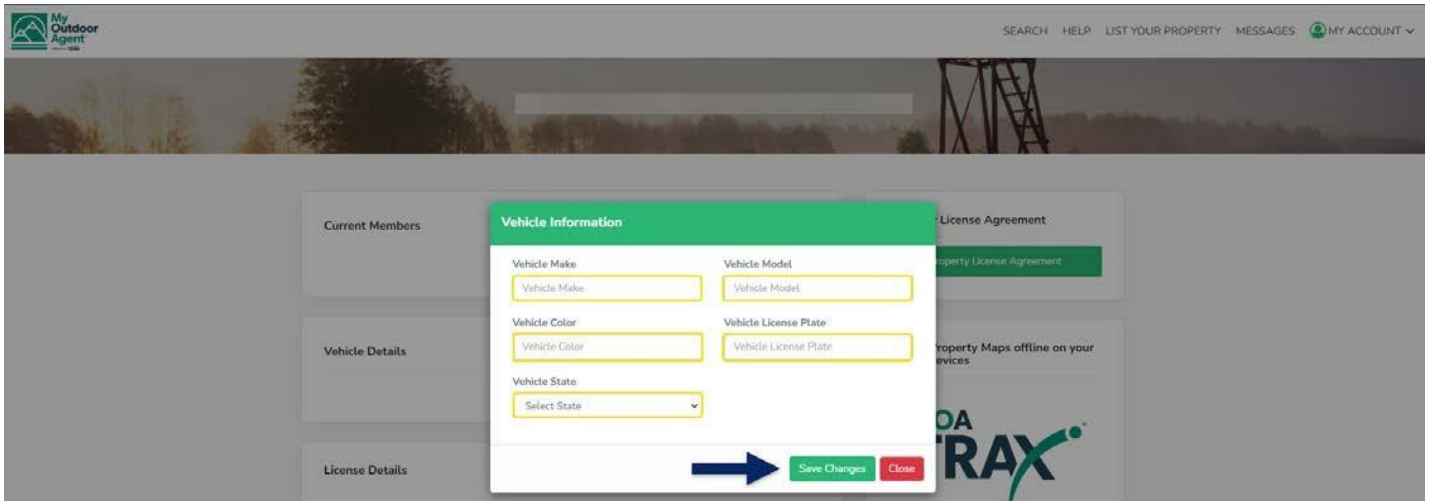 My
Outdoor
Agent
SEARCH HELP LIST YOUR PROPERTY MESSAGES MY ACCOUNT
Current Members
Vehicle Information
License Agreement
Vehicle Make Vehicle Model
Vehicle Make Vehicle Model
roperty License Agreement
Vehicle Color Vehicle License Plate
Vehicle Color Vehicle License Plate
Vehicle Details
roperty Maps offline on your
evices
Vehicle State
Select State
OA
RAX
License Details
Save Changes Close